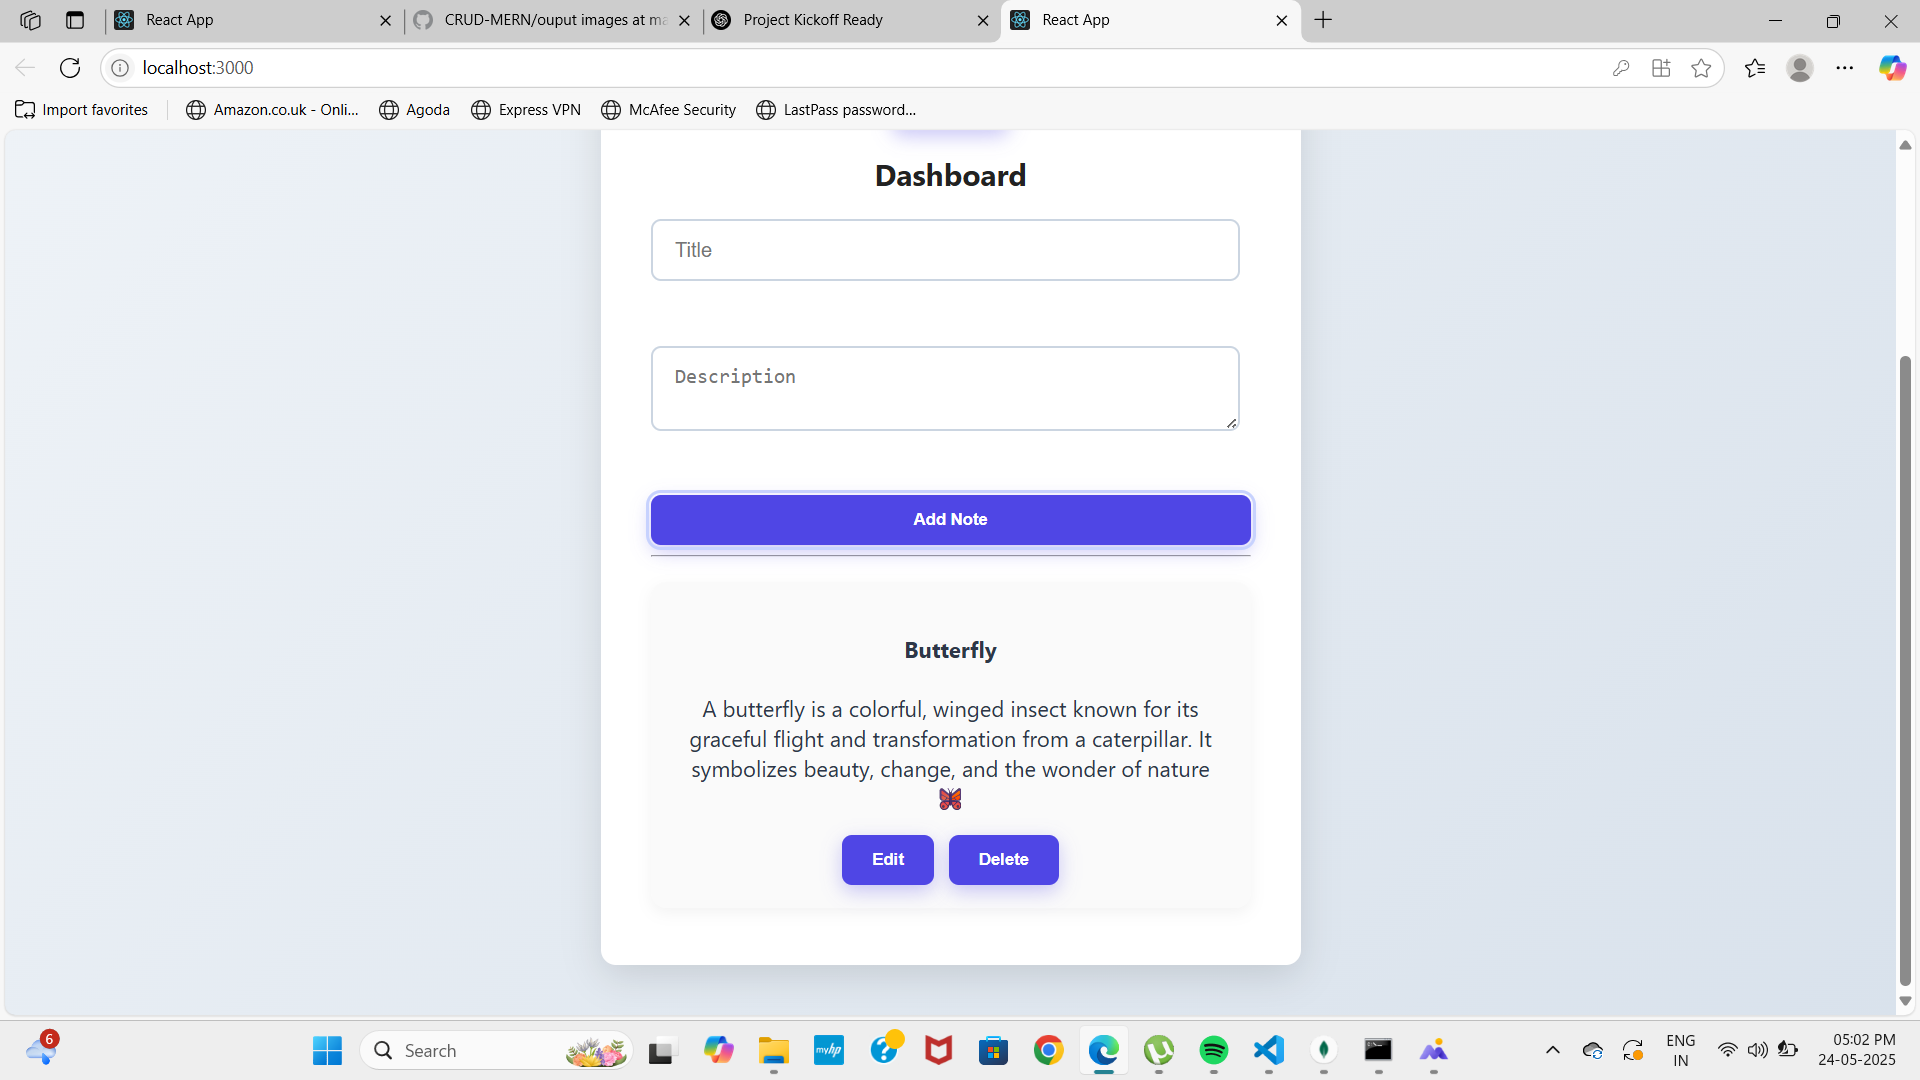 React App
CRUD-MERN/ouput images at ma
Project Kickoff Ready
React App
localhost:3000
Import favorites
Amazon.co.uk - Onli...
Agoda
Express VPN
McAfee Security
LastPass password...
Dashboard
Title
Description
Add Note
Butterfly
A butterfly is a colorful, winged insect known for its
graceful flight and transformation from a caterpillar. It
symbolizes beauty, change, and the wonder of nature
🦋
Edit
Delete
6
Search
myhp
ENG
IN
05:02 PM
24-05-2025